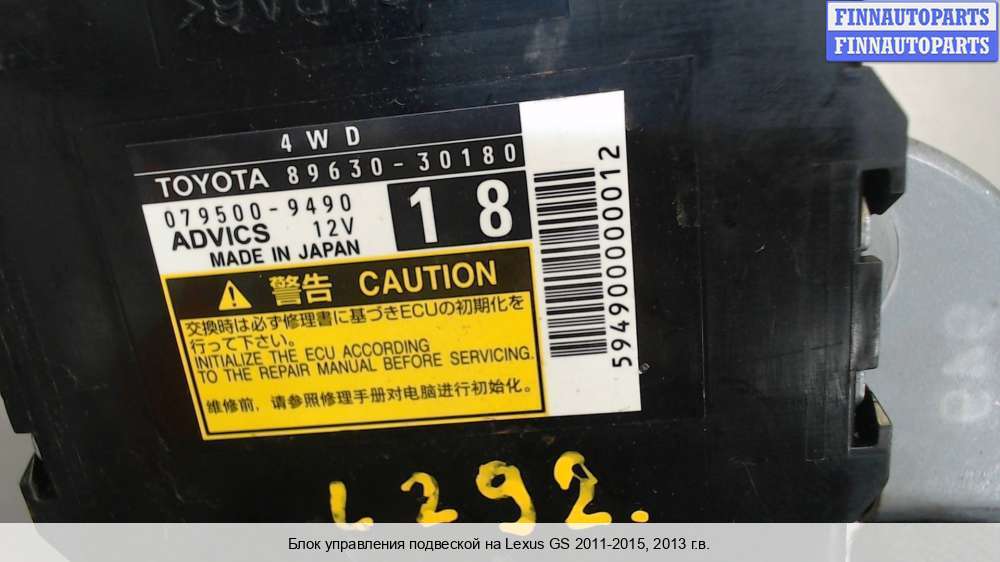 FINNAUTOPARTS
FINNAUTOPARTS
4WD
TOYOTA 89630-30180
079500-9490
ADVICS 12V
MADE IN JAPAN
18
594900000012
警告 CAUTION
交換時は必ず修理書に基づきECUの初期化を
行って下さい。
INITIALIZE THE ECU ACCORDING
TO THE REPAIR MANUAL BEFORE SERVICING.
维修前，请参照修理手册对电脑进行初始化。
L292.
Блок управления подвеской на Lexus GS 2011-2015, 2013 г.в.